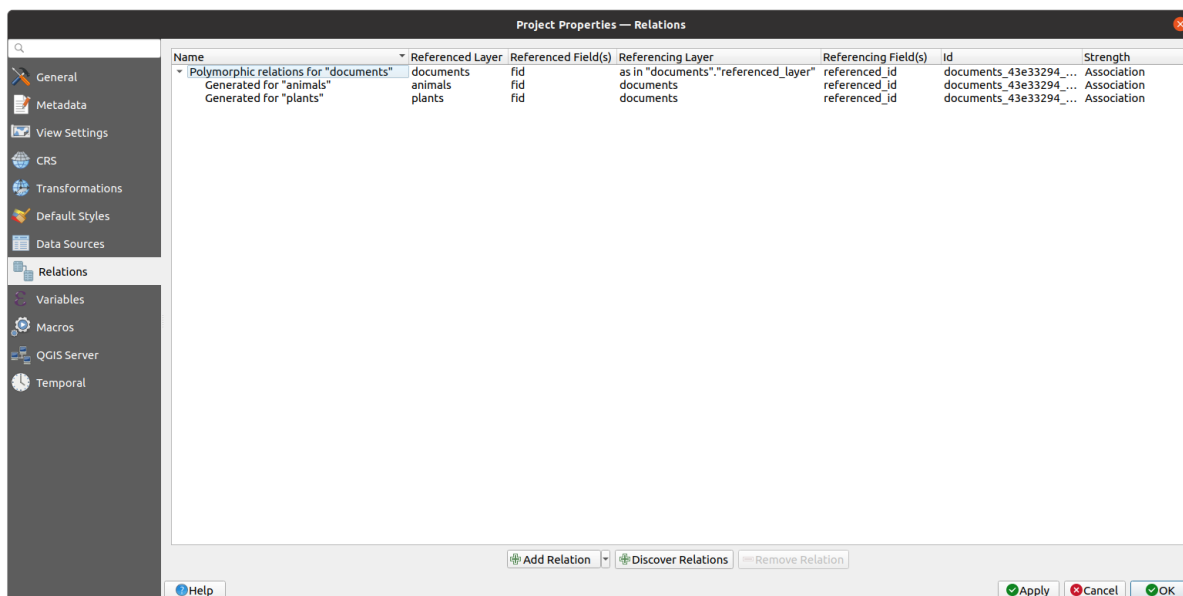 Project Properties — Relations
Name Referenced Layer Referenced Field(s) Referencing Layer Referencing Field(s) Id Strength
Polymorphic relations for "documents" documents fid as in "documents"."referenced_layer" referenced_id documents_43e33294_... Association
Generated for "animals" animals fid documents referenced_id documents_43e33294_... Association
Generated for "plants" plants fid documents referenced_id documents_43e33294_... Association
General
Metadata
View Settings
CRS
Transformations
Default Styles
Data Sources
Relations
Variables
Macros
QGIS Server
Temporal
Add Relation Discover Relations Remove Relation
Help Apply Cancel OK